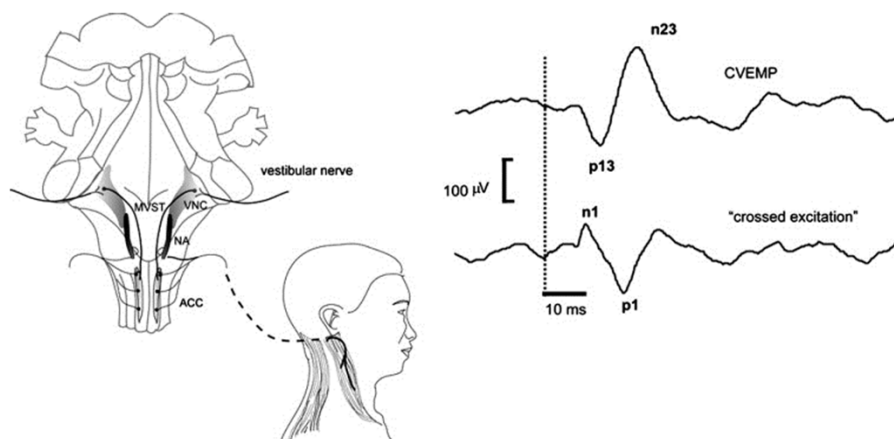 vestibular nerve
MVST
VNC
NA
ACC
n23
CVEMP
p13
100 µV
n1
"crossed excitation"
10 ms
p1